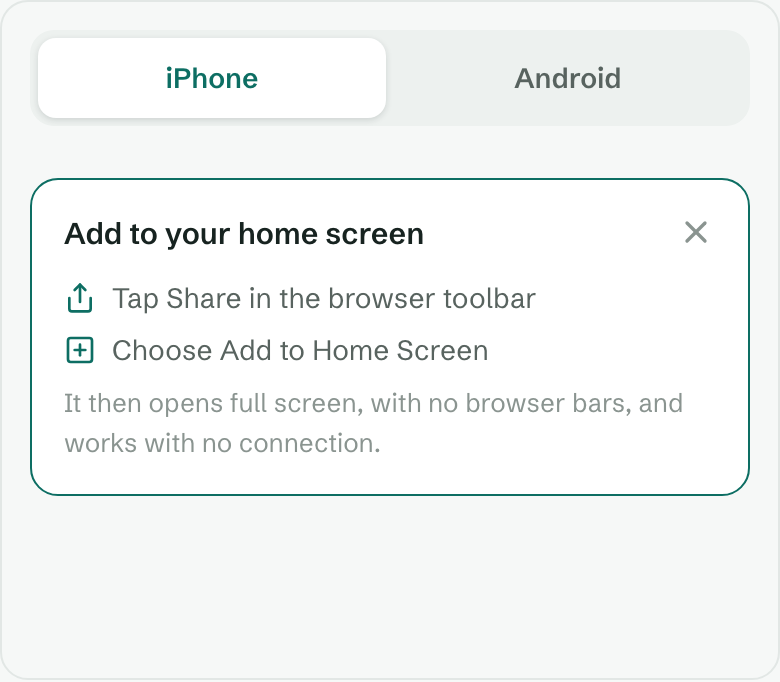 iPhone
Android
Add to your home screen
Tap Share in the browser toolbar
Choose Add to Home Screen
It then opens full screen, with no browser bars, and
works with no connection.